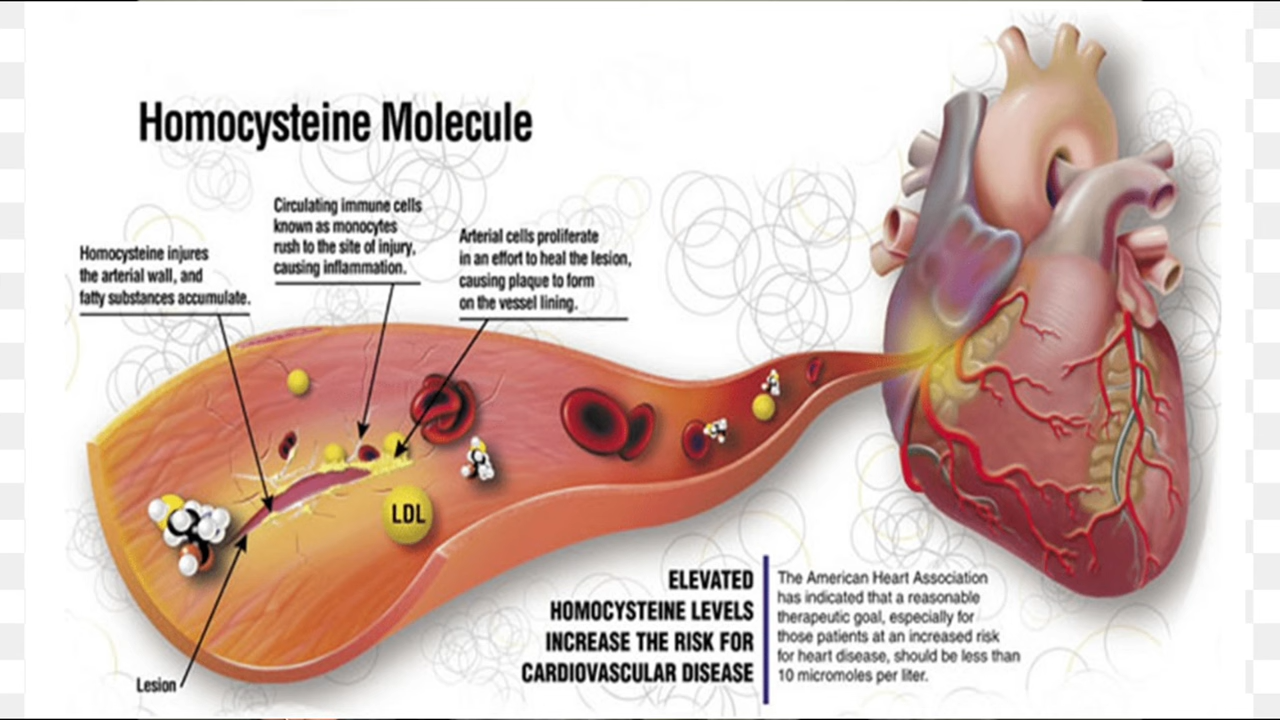 Homocysteine Molecule
Homocysteine injures
the arterial wall, and
fatty substances accumulate.
Circulating immune cells
known as monocytes
rush to the site of injury,
causing inflammation.
Arterial cells proliferate
in an effort to heal the lesion,
causing plaque to form
on the vessel lining.
LDL
Lesion
ELEVATED
HOMOCYSTEINE LEVELS
INCREASE THE RISK FOR
CARDIOVASCULAR DISEASE
The American Heart Association
has indicated that a reasonable
therapeutic goal, especially for
those patients at an increased risk
for heart disease, should be less than
10 micromoles per liter.